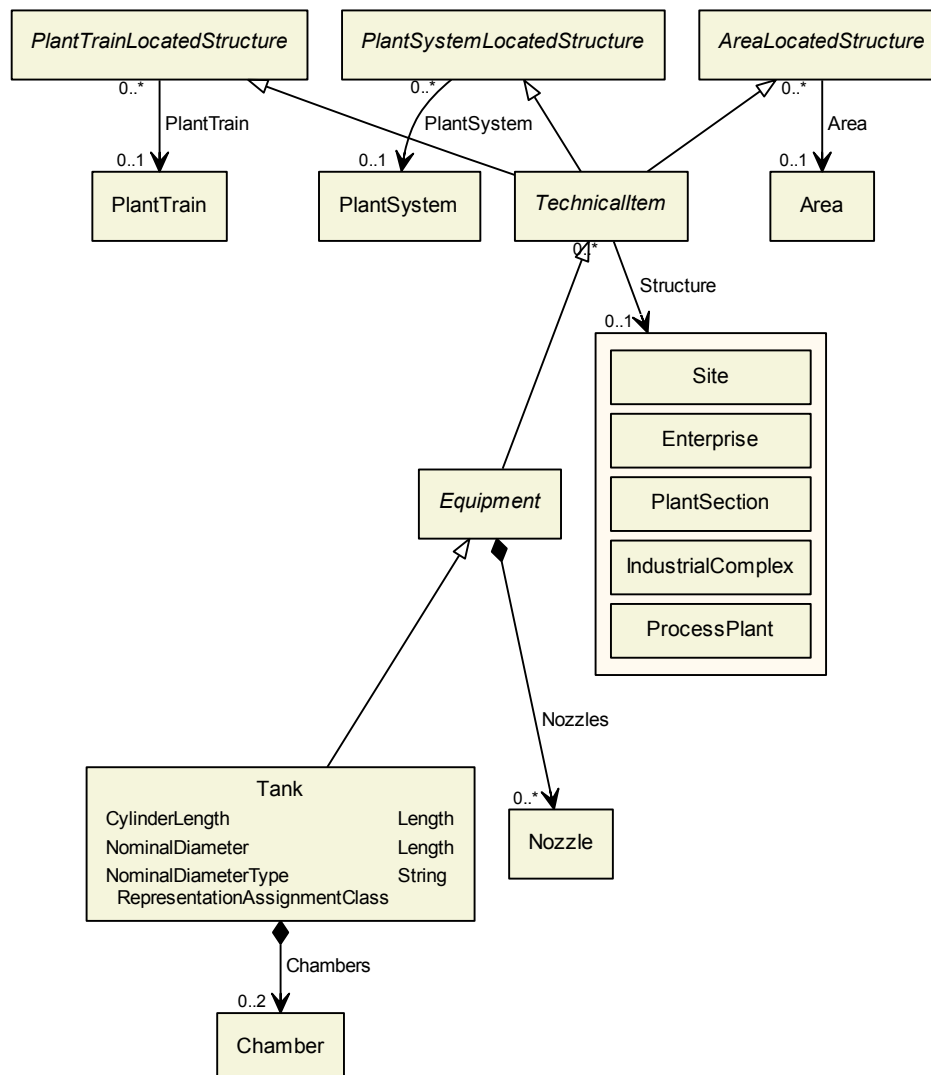 PlantTrainLocatedStructure
PlantSystemLocatedStructure
AreaLocatedStructure
0..*
0..*
0..*
PlantTrain
PlantSystem
Area
0..1
0..1
0..1
PlantTrain
PlantSystem
TechnicalItem
Area
0..*
Structure
0..1
Site
Enterprise
PlantSection
IndustrialComplex
ProcessPlant
Equipment
Nozzles
0..*
Nozzle
Tank
CylinderLength Length
NominalDiameter Length
NominalDiameterType String
RepresentationAssignmentClass
Chambers
0..2
Chamber